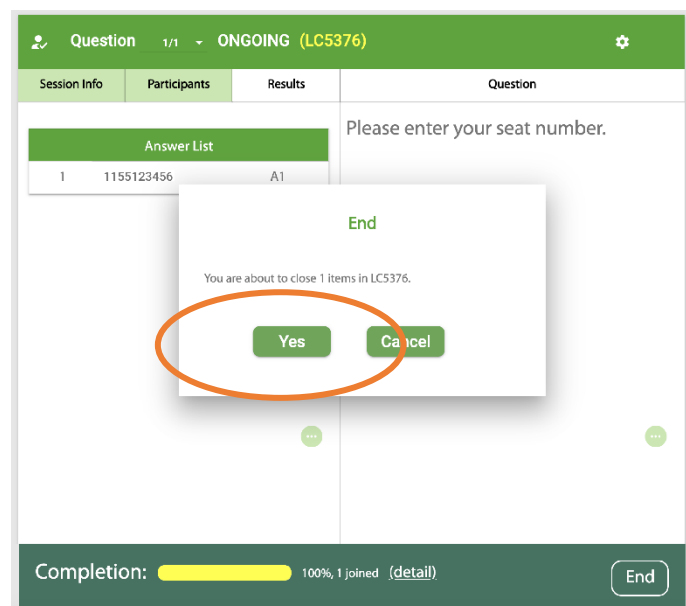 Question 1/1 ONGOING (LC5376)
Session Info Participants Results Question
Please enter your seat number.
Answer List
1 1155123456 A1
End
You are about to close 1 items in LC5376.
Yes Cancel
Completion: 100%, 1 joined (detail) End